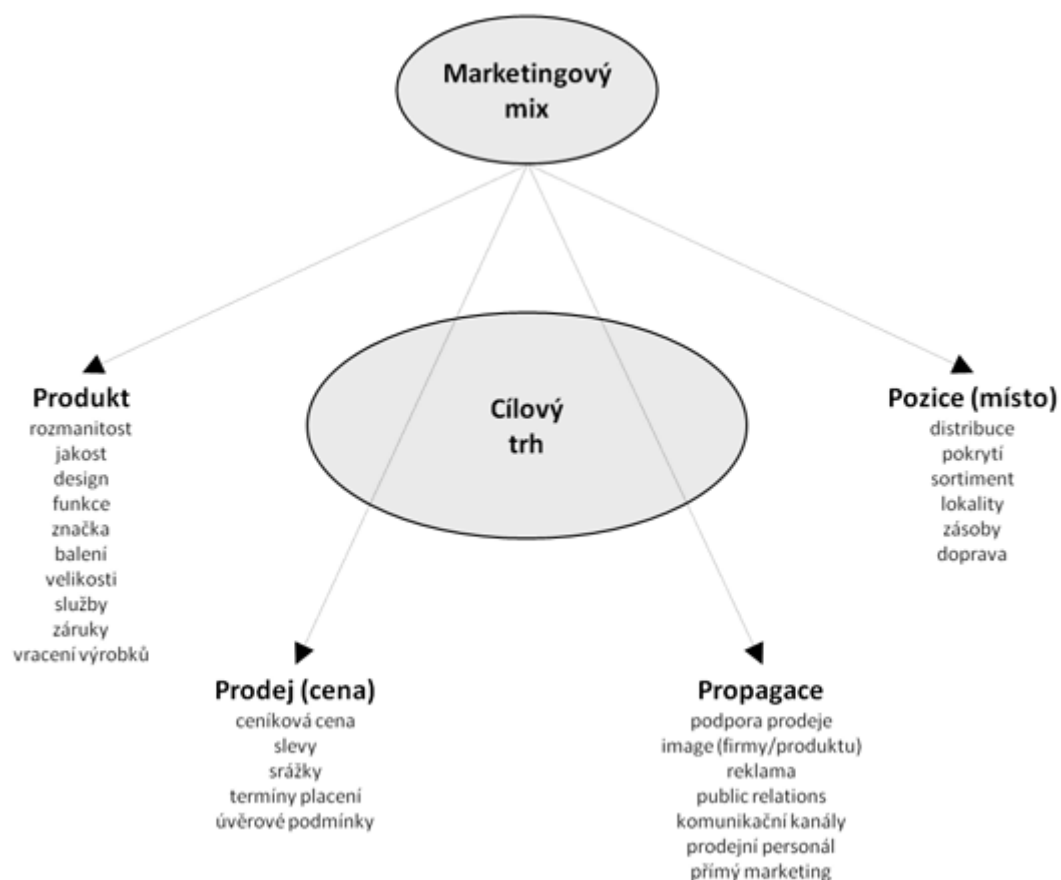 Marketingový
mix
Cílový
trh
Produkt
rozmanitost
jakost
design
funkce
značka
balení
velikosti
služby
záruky
vracení výrobků
Prodej (cena)
ceníková cena
slevy
srážky
termíny placení
úvěrové podmínky
Propagace
podpora prodeje
image (firmy/produktu)
reklama
public relations
komunikační kanály
prodejní personál
přímý marketing
Pozice (místo)
distribuce
pokrytí
sortiment
lokality
zásoby
doprava